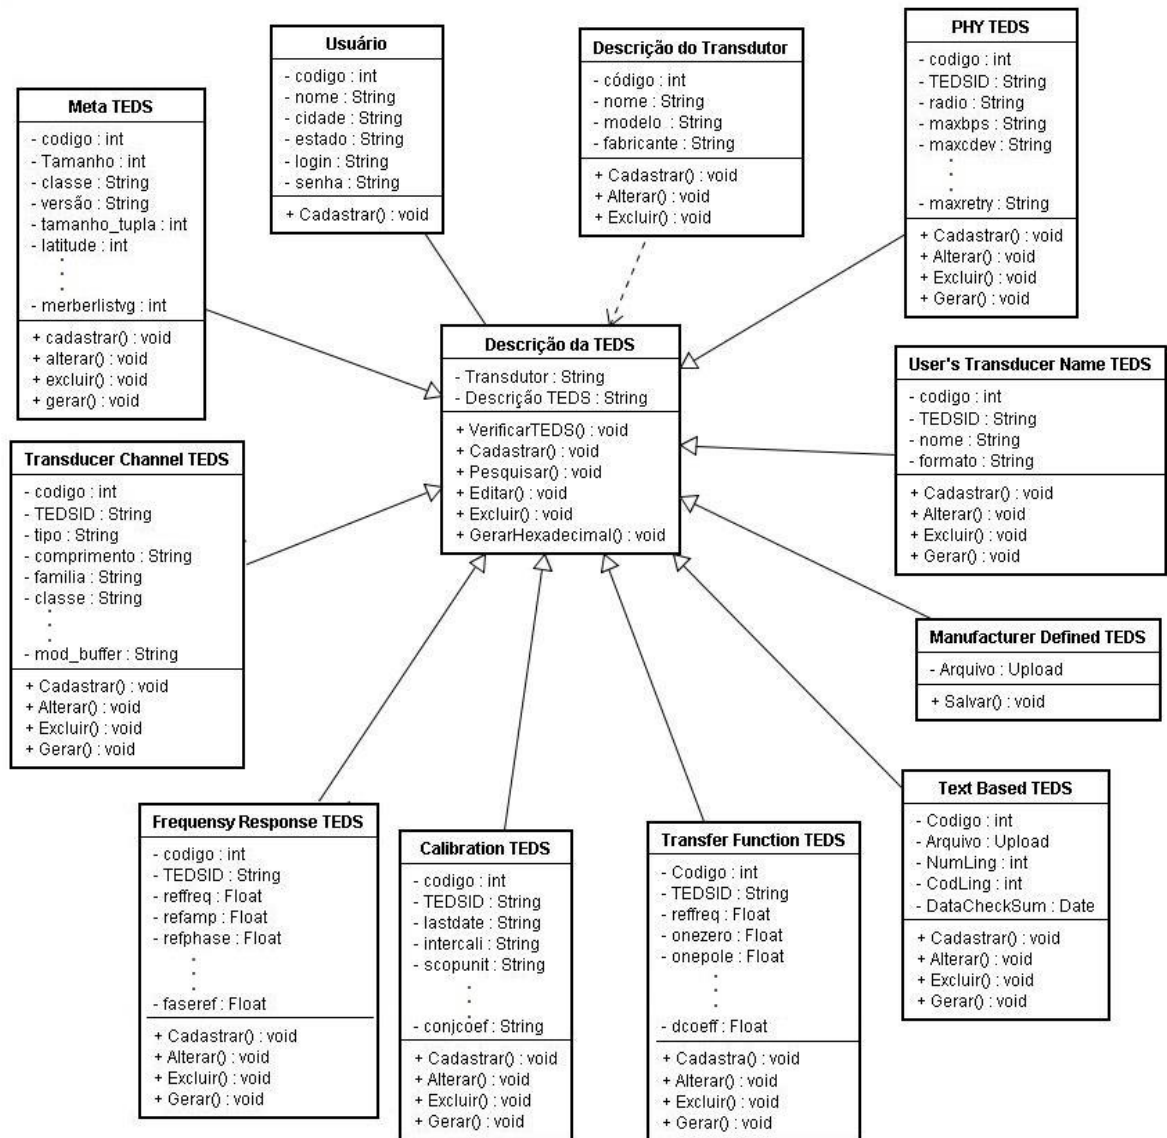 Usuário
- codigo : int
- nome : String
- cidade : String
- estado : String
- login : String
- senha : String
+ Cadastrar() : void
Descrição do Transdutor
- código : int
- nome : String
- modelo : String
- fabricante : String
+ Cadastrar() : void
+ Alterar() : void
+ Excluir() : void
PHY TEDS
- codigo : int
- TEDSID : String
- radio : String
- maxbps : String
- maxcdev : String
- maxretry : String
+ Cadastrar() : void
+ Alterar() : void
+ Excluir() : void
+ Gerar() : void
Meta TEDS
- codigo : int
- Tamanho : int
- classe : String
- versão : String
- tamanho_tupla : int
- latitude : int
- merberlistvg : int
+ cadastrar() : void
+ alterar() : void
+ excluir() : void
+ gerar() : void
Descrição da TEDS
- Transdutor : String
- Descrição TEDS : String
+ VerificarTEDS() : void
+ Cadastrar() : void
+ Pesquisar() : void
+ Editar() : void
+ Excluir() : void
+ GerarHexadecimal() : void
User's Transducer Name TEDS
- codigo : int
- TEDSID : String
- nome : String
- formato : String
+ Cadastrar() : void
+ Alterar() : void
+ Excluir() : void
+ Gerar() : void
Transducer Channel TEDS
- codigo : int
- TEDSID : String
- tipo : String
- comprimento : String
- familia : String
- classe : String
- mod_buffer : String
+ Cadastrar() : void
+ Alterar() : void
+ Excluir() : void
+ Gerar() : void
Manufacturer Defined TEDS
- Arquivo : Upload
+ Salvar() : void
Frequensy Response TEDS
- codigo : int
- TEDSID : String
- reffreq : Float
- refamp : Float
- refphase : Float
- faseref : Float
+ Cadastrar() : void
+ Alterar() : void
+ Excluir() : void
+ Gerar() : void
Calibration TEDS
- codigo : int
- TEDSID : String
- lastdate : String
- intercali : String
- scopunit : String
- conjcoef : String
+ Cadastrar() : void
+ Alterar() : void
+ Excluir() : void
+ Gerar() : void
Transfer Function TEDS
- Codigo : int
- TEDSID : String
- reffreq : Float
- onezero : Float
- onepole : Float
- dcoeff : Float
+ Cadastra() : void
+ Alterar() : void
+ Excluir() : void
+ Gerar() : void
Text Based TEDS
- Codigo : int
- Arquivo : Upload
- NumLing : int
- CodLing : int
- DataCheckSum : Date
+ Cadastrar() : void
+ Alterar() : void
+ Excluir() : void
+ Gerar() : void